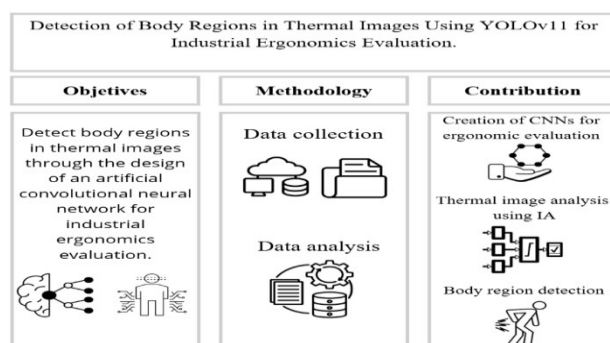 Detection of Body Regions in Thermal Images Using YOLOv11 for
Industrial Ergonomics Evaluation.
Objetives
Detect body regions
in thermal images
through the design
of an artificial
convolutional neural
network for
industrial
ergonomics
evaluation.
Methodology
Data collection
Data analysis
Contribution
Creation of CNNs for
ergonomic evaluation
Thermal image analysis
using IA
Body region detection